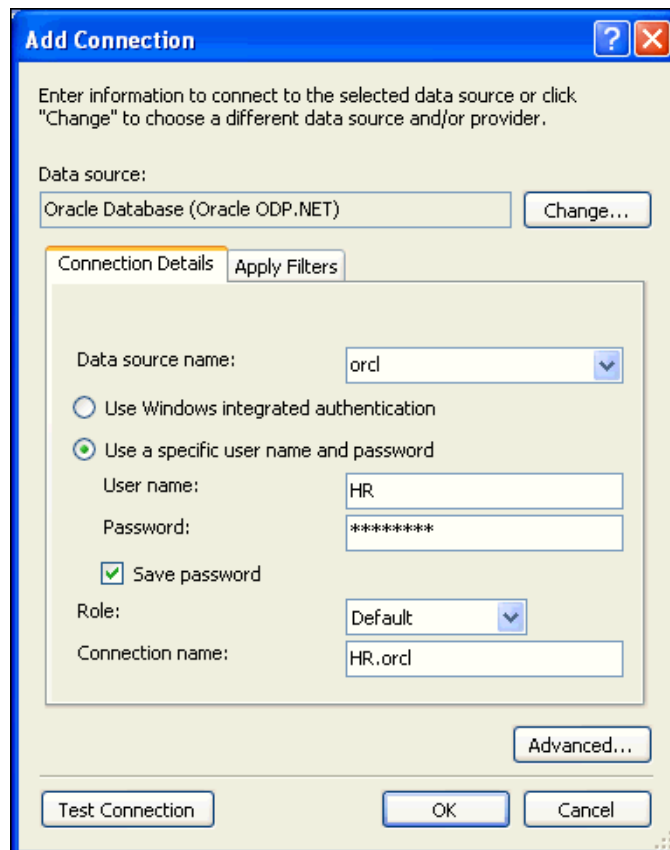 Add Connection
?
Enter information to connect to the selected data source or click
"Change" to choose a different data source and/or provider.
Data source:
Oracle Database (Oracle ODP.NET)
Change...
Connection Details
Apply Filters
Data source name:
orcl
Use Windows integrated authentication
Use a specific user name and password
User name:
HR
Password:
********
Save password
Role:
Default
Connection name:
HR.orcl
Advanced...
Test Connection
OK
Cancel